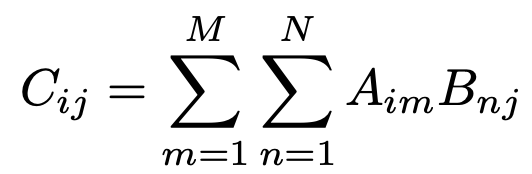 C_{ij} = \sum_{m=1}^{M} \sum_{n=1}^{N} A_{im} B_{nj}